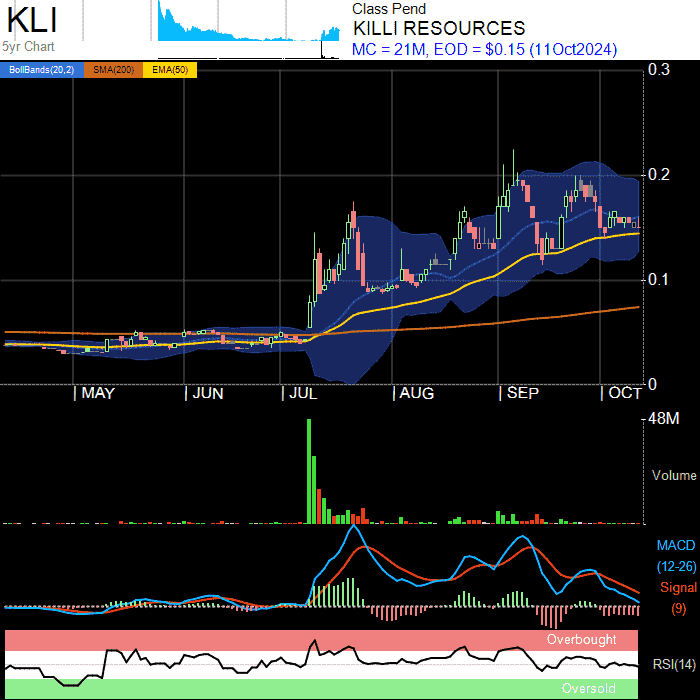 KLI
5yr Chart
Class Pend
KILLI RESOURCES
MC = 21M, EOD = $0.15 (11Oct2024)
BollBands(20,2) SMA(200) EMA(50)
0.3
0.2
0.1
0
MAY JUN JUL AUG SEP OCT
48M
Volume
MACD
(12-26)
Signal
(9)
Overbought
RSI(14)
Oversold